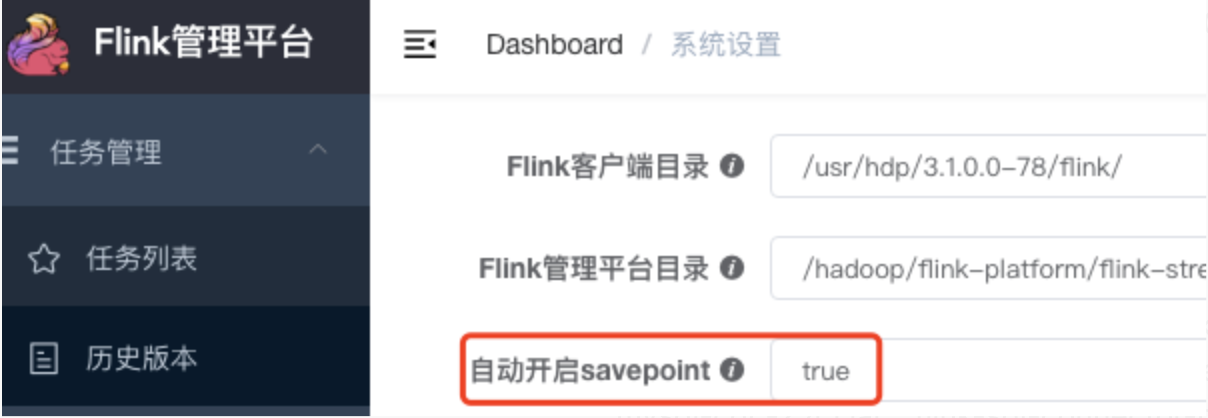 Flink管理平台
Dashboard / 系统设置
任务管理
任务列表
历史版本
Flink客户端目录 /usr/hdp/3.1.0.0-78/flink/
Flink管理平台目录 /hadoop/flink-platform/flink-stre
自动开启savepoint true